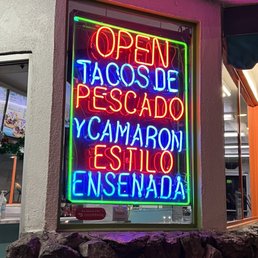 OPEN
TACOS DE
PESCADO
Y CAMARON
ESTILO
ENSENADA